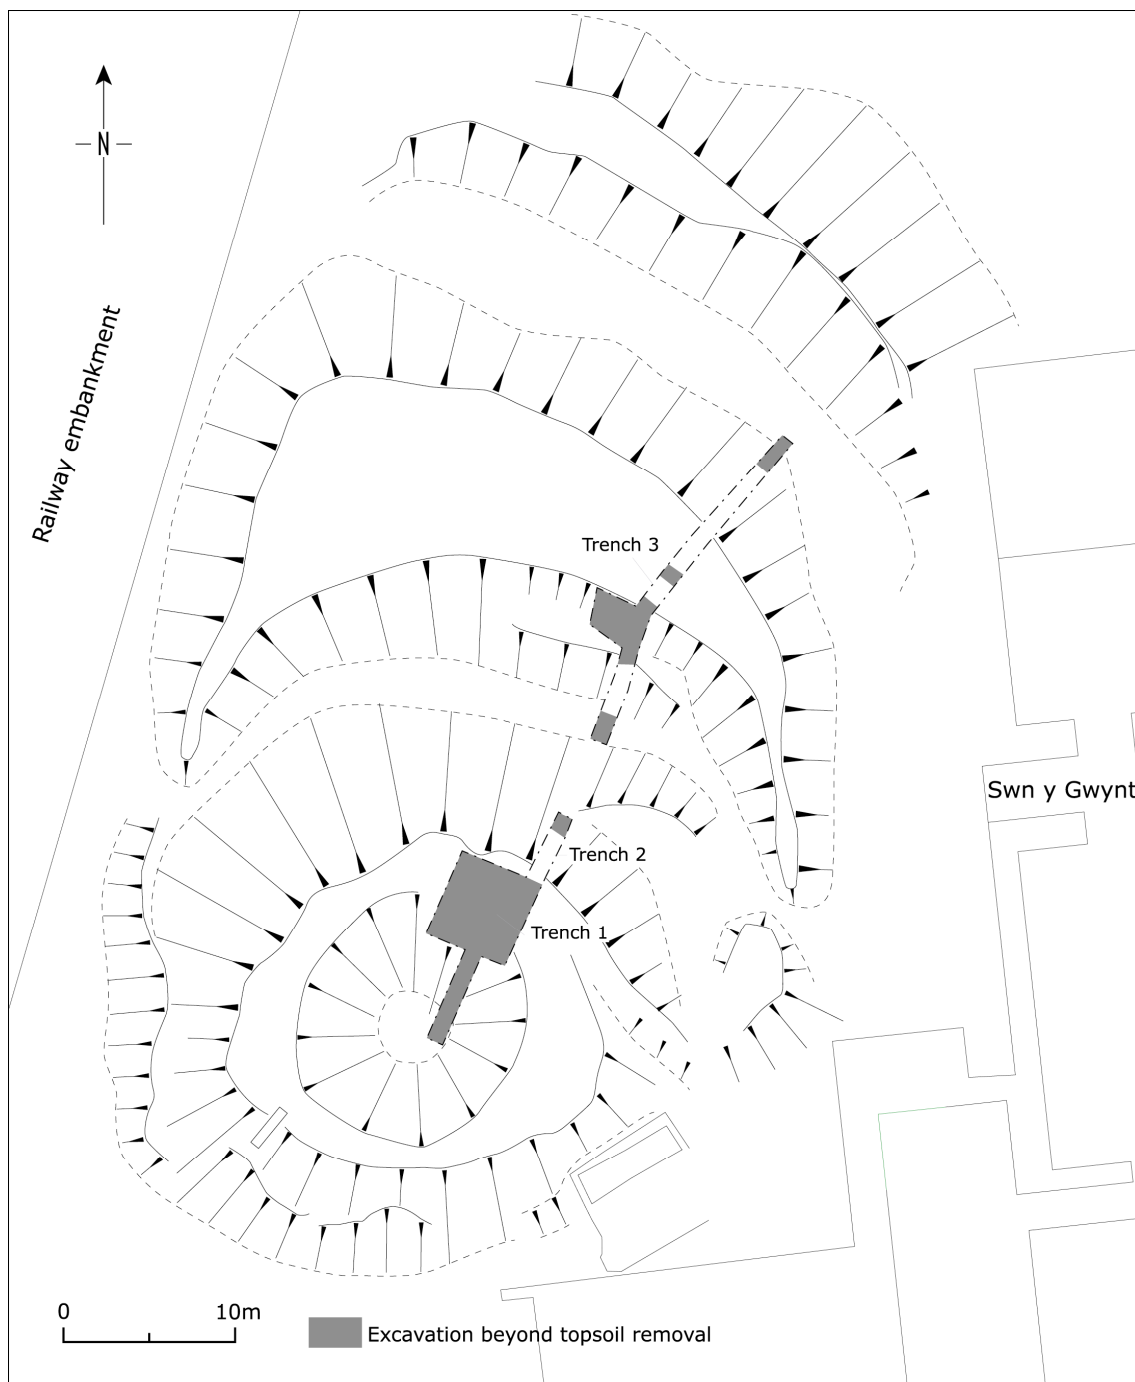 N
Railway embankment
Trench 3
Swn y Gwynt
Trench 2
Trench 1
0 10m
Excavation beyond topsoil removal